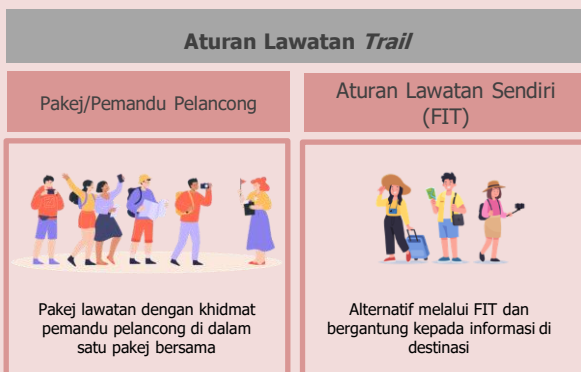 Aturan Lawatan Trail
Pakej/Pemandu Pelancong
Aturan Lawatan Sendiri
(FIT)
Pakej lawatan dengan khidmat
pemandu pelancong di dalam
satu pakej bersama
Alternatif melalui FIT dan
bergantung kepada informasi di
destinasi